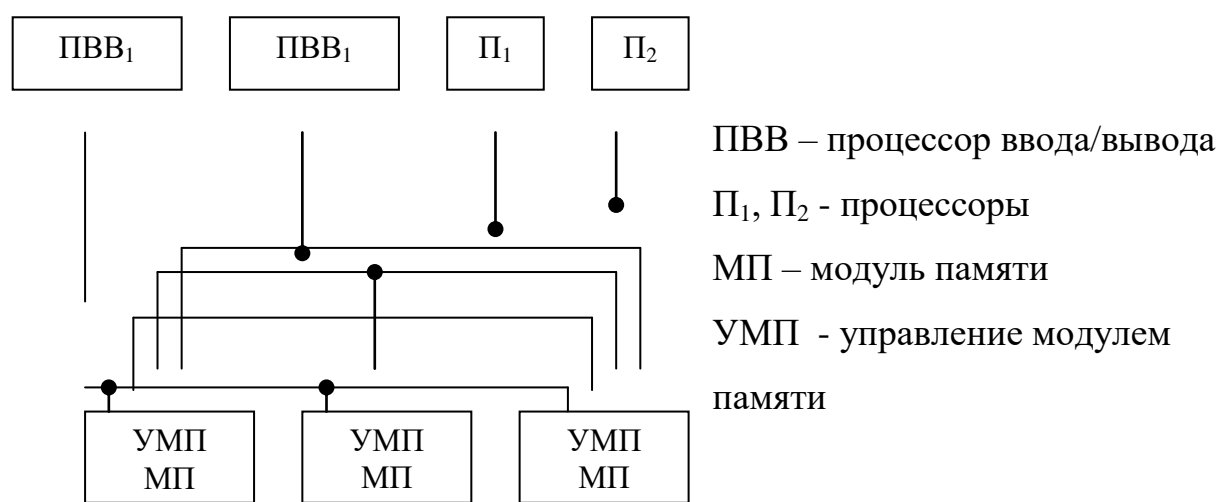 ПВВ₁ ПВВ₁ П₁ П₂
ПВВ – процессор ввода/вывода
П₁, П₂ - процессоры
МП – модуль памяти
УМП - управление модулем
памяти
УМП УМП УМП
МП МП МП